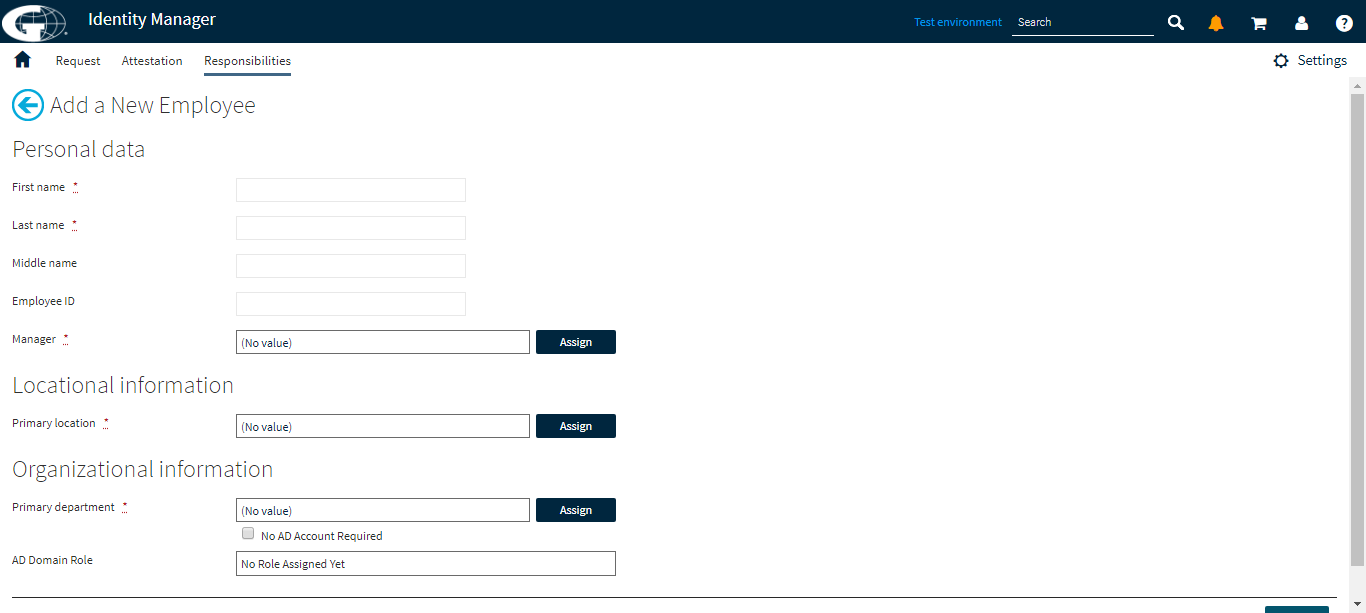 Identity Manager
Test environment
Search
Request
Attestation
Responsibilities
Settings
Add a New Employee
Personal data
First name *
Last name *
Middle name
Employee ID
Manager *
(No value)
Assign
Locational information
Primary location *
(No value)
Assign
Organizational information
Primary department *
(No value)
Assign
No AD Account Required
AD Domain Role
No Role Assigned Yet